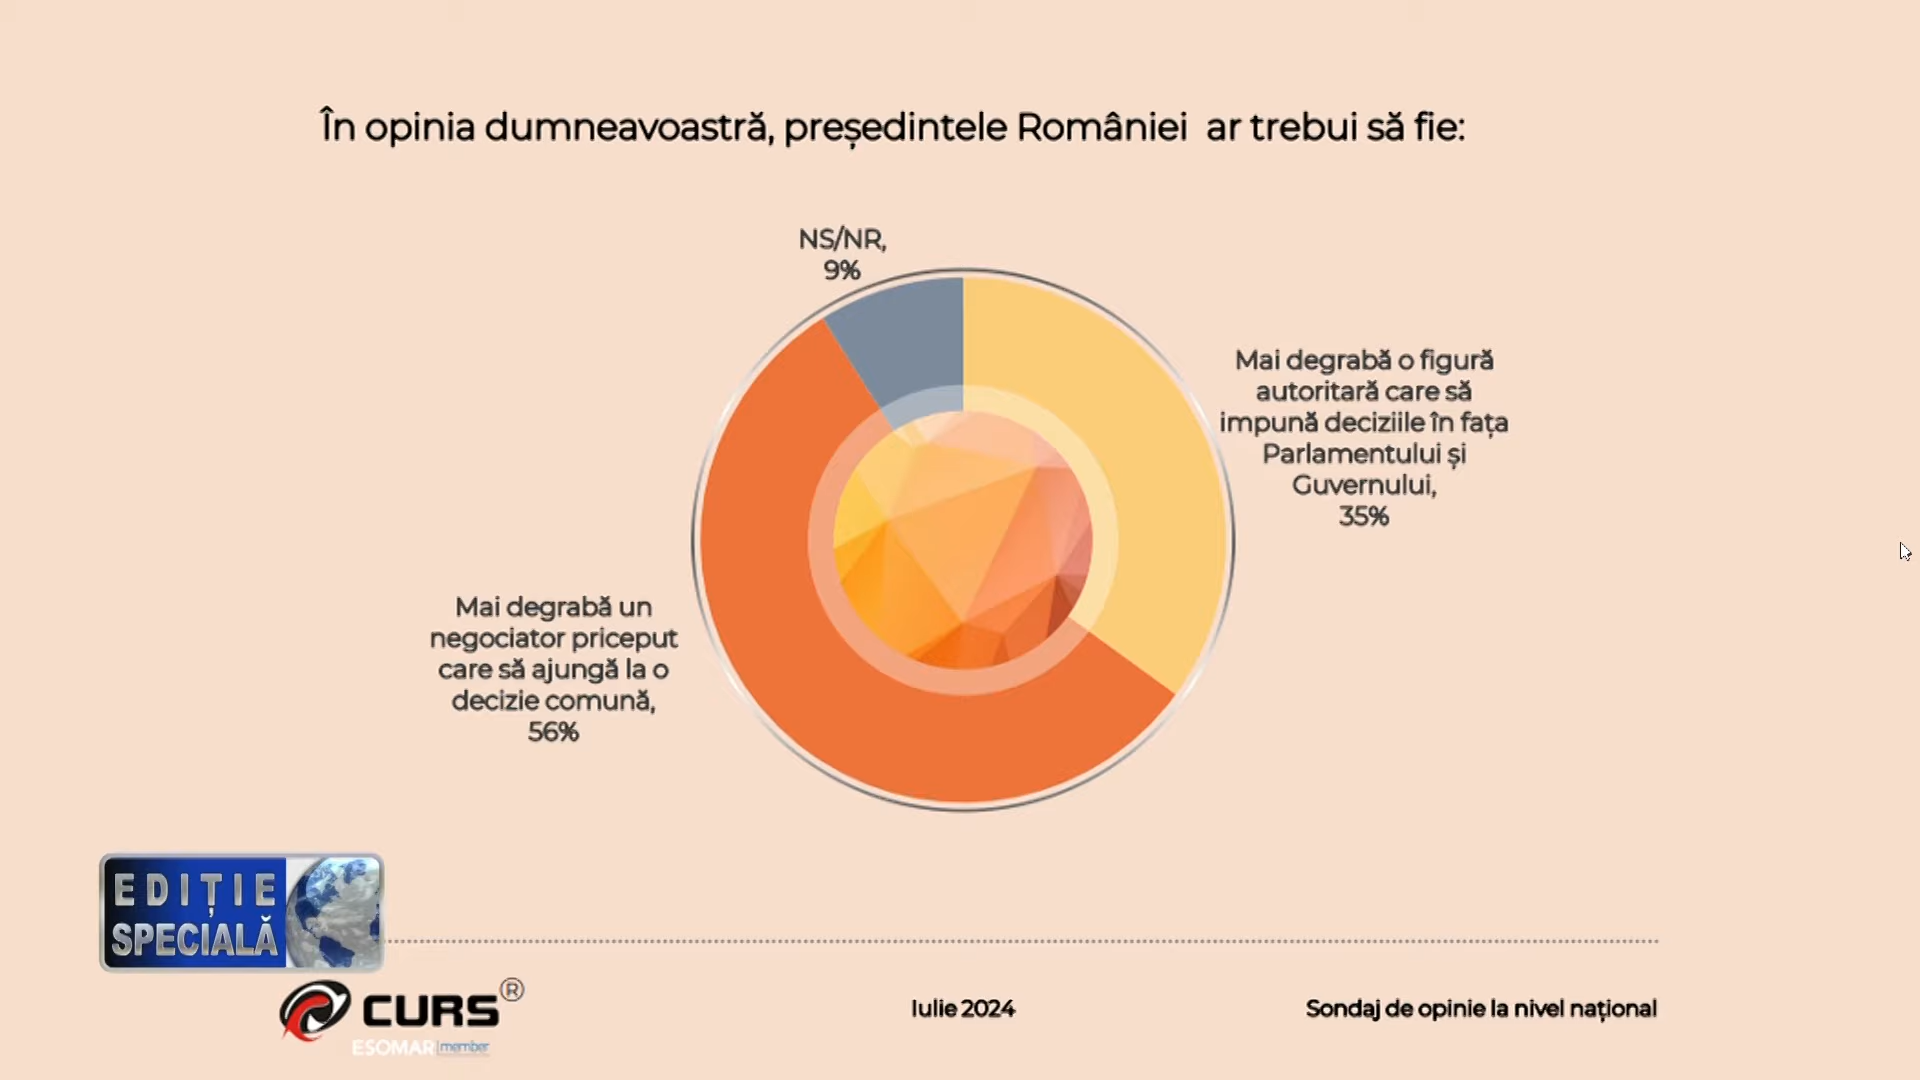 În opinia dumneavoastră, președintele României ar trebui să fie:
NS/NR,
9%
Mai degrabă o figură
autoritară care să
impună deciziile în fața
Parlamentului și
Guvernului,
35%
Mai degrabă un
negociator priceput
care să ajungă la o
decizie comună,
56%
EDIȚIE
SPECIALĂ
CURS®
ESOMAR member
Iulie 2024
Sondaj de opinie la nivel național